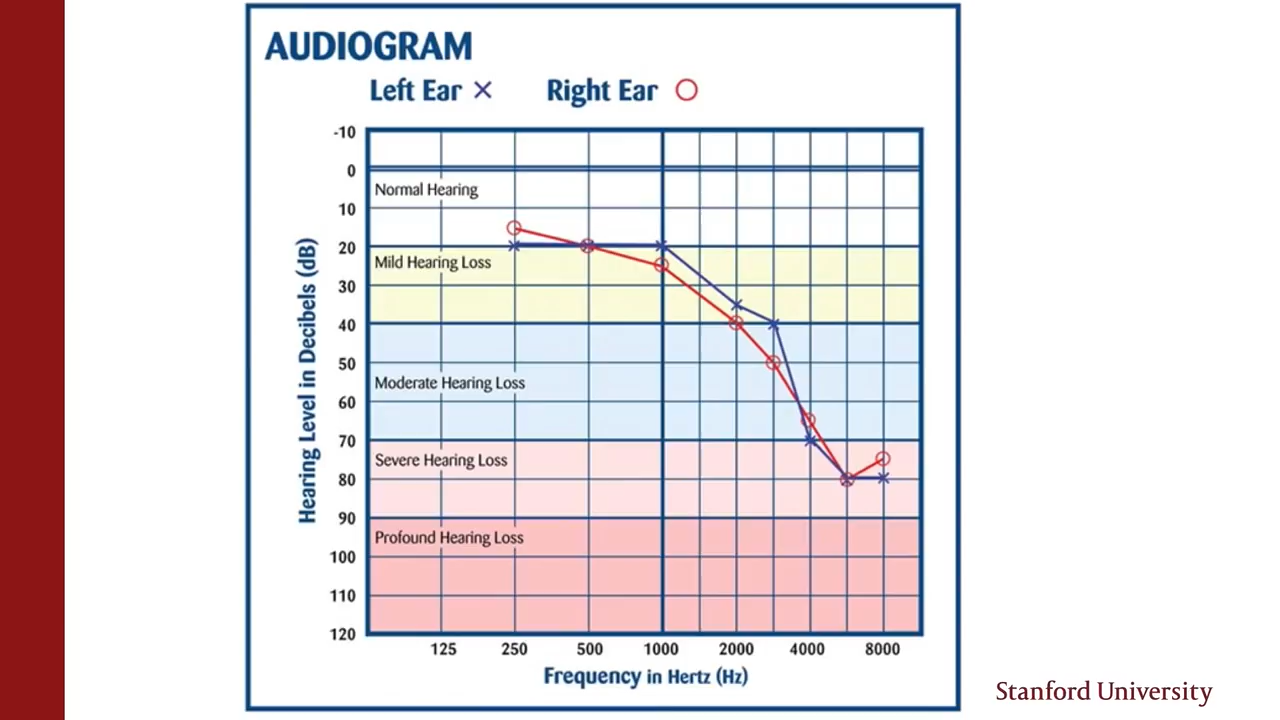 AUDIOGRAM
Left Ear × Right Ear ○
-10
0
Normal Hearing
10
20
Mild Hearing Loss
30
40
50
Moderate Hearing Loss
60
70
Severe Hearing Loss
80
90
Profound Hearing Loss
100
110
120
Hearing Level in Decibels (dB)
125 250 500 1000 2000 4000 8000
Frequency in Hertz (Hz)
Stanford University